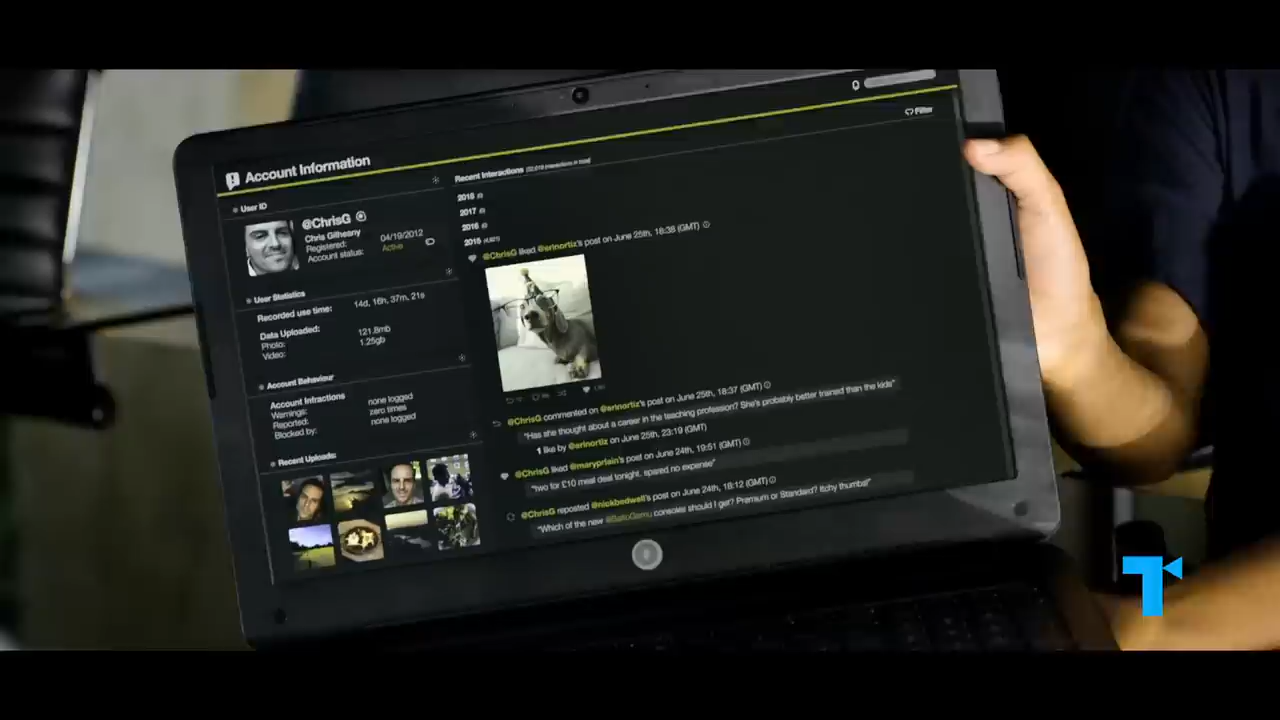 Account Information
User ID
@ChrisG
Chris Gilheany
Registered: 04/19/2012
Account status: Active
User Statistics
Recorded use time: 14d, 16h, 37m, 21s
Data Uploaded:
Photo: 121.8mb
Video: 1.25gb
Account Behaviour
Account Infractions
Warnings: none logged
Reported: zero times
Blocked by: none logged
Recent Uploads:
Filter
Recent Interactions
2018
2017
2016
2015
@ChrisG liked @erinortiz's post on June 25th, 18:38 (GMT)
@ChrisG commented on @erinortiz's post on June 25th, 18:37 (GMT)
"Has she thought about a career in the teaching profession? She's probably better trained than the kids"
1 like by @erinortiz on June 25th, 23:19 (GMT)
@ChrisG liked @marypriain's post on June 24th, 19:51 (GMT)
"two for £10 meal deal tonight, spared no expense"
@ChrisG reposted @nickbedwell's post on June 24th, 18:12 (GMT)
"Which of the new consoles should I get? Premium or Standard? Itchy thumbs!"